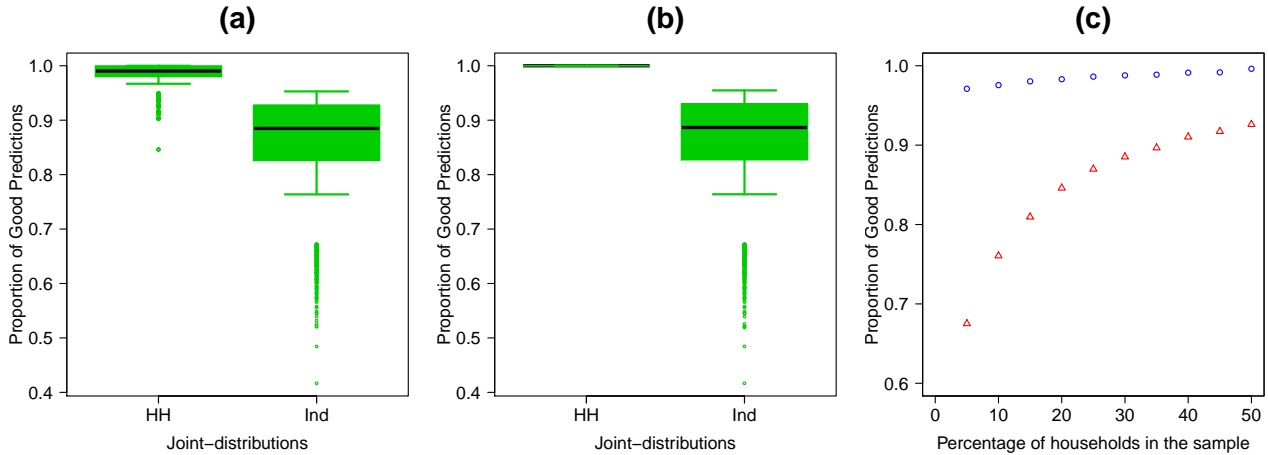 (a)
Proportion of Good Predictions
1.0
0.9
0.8
0.7
0.6
0.5
0.4
HH
Ind
Joint−distributions
(b)
Proportion of Good Predictions
1.0
0.9
0.8
0.7
0.6
0.5
0.4
HH
Ind
Joint−distributions
(c)
Proportion of Good Predictions
1.0
0.9
0.8
0.7
0.6
0
10
20
30
40
50
Percentage of households in the sample